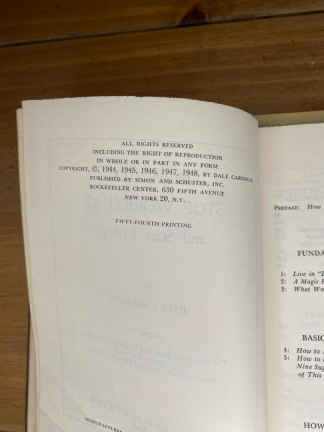 ALL RIGHTS RESERVED
INCLUDING THE RIGHT OF REPRODUCTION
IN WHOLE OR IN PART IN ANY FORM
COPYRIGHT, ©, 1944, 1945, 1946, 1947, 1948, BY DALE CARNEGIE
PUBLISHED BY SIMON AND SCHUSTER, INC.
ROCKEFELLER CENTER, 630 FIFTH AVENUE
NEW YORK 20, N.Y.
FIFTY-FOURTH PRINTING
PREFACE: How
FUNDA
1: Live in "D
2: A Magic F
3: What Wo
BASIC
4: How to
5: How to
Nine Sug
of This
HOW